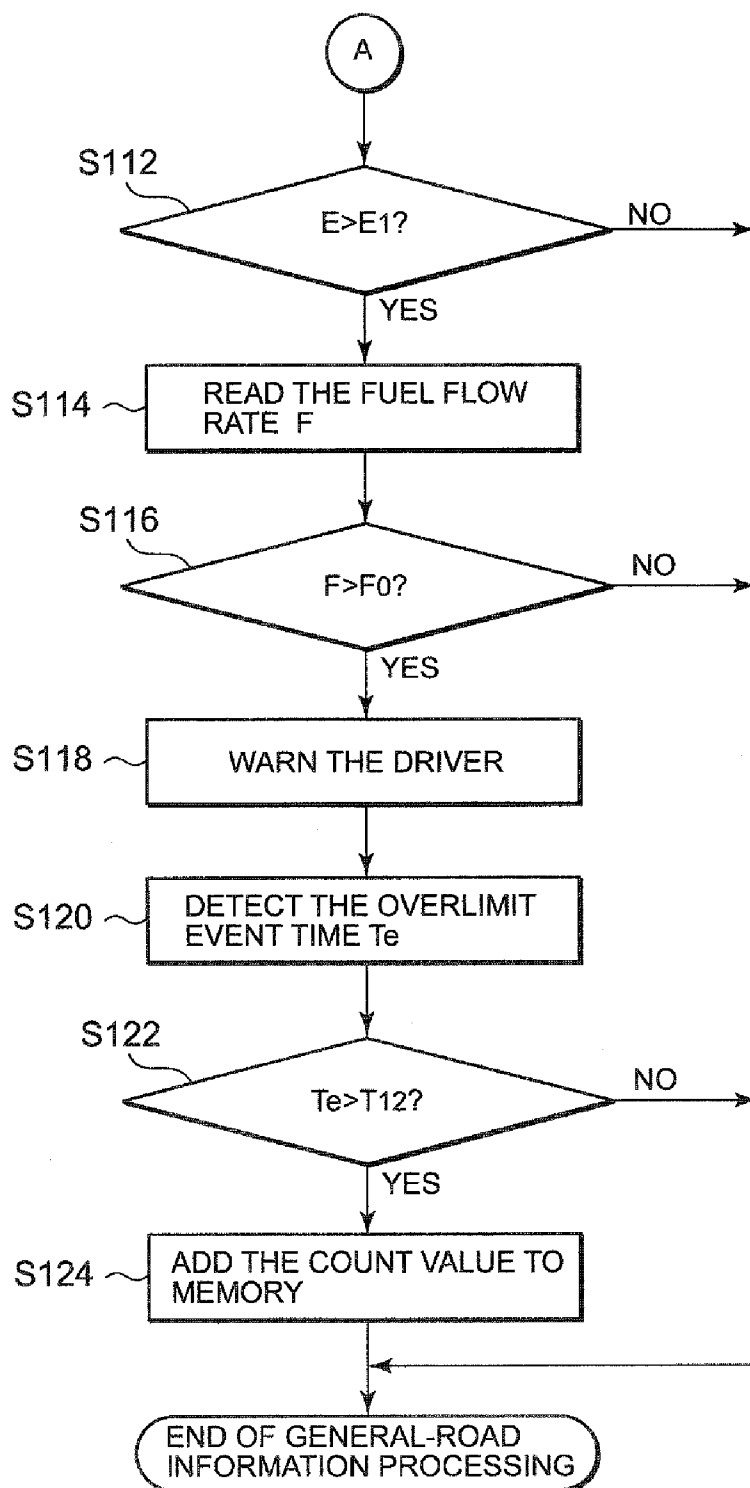 A
S112
E>E1?
NO
YES
S114
READ THE FUEL FLOW
RATE F
S116
F>F0?
NO
YES
S118
WARN THE DRIVER
S120
DETECT THE OVERLIMIT
EVENT TIME Te
S122
Te>T12?
NO
YES
S124
ADD THE COUNT VALUE TO
MEMORY
END OF GENERAL-ROAD
INFORMATION PROCESSING